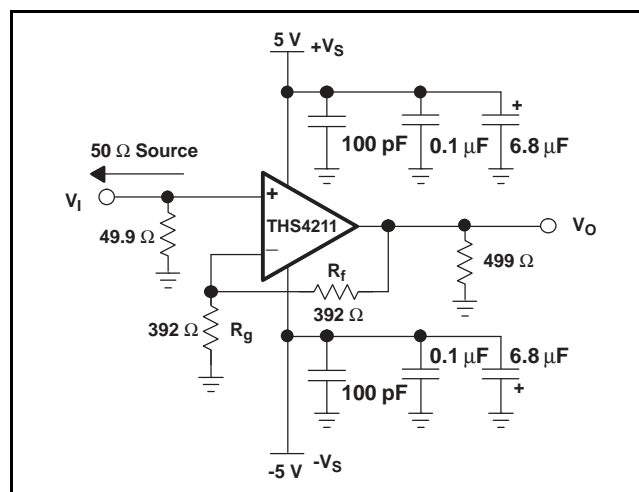 5 V
+VS
+
100 pF
0.1 µF
6.8 µF
50 Ω Source
VI
+
THS4211
−
49.9 Ω
VO
499 Ω
Rf
392 Ω
392 Ω
Rg
0.1 µF
6.8 µF
100 pF
+
-5 V
-VS